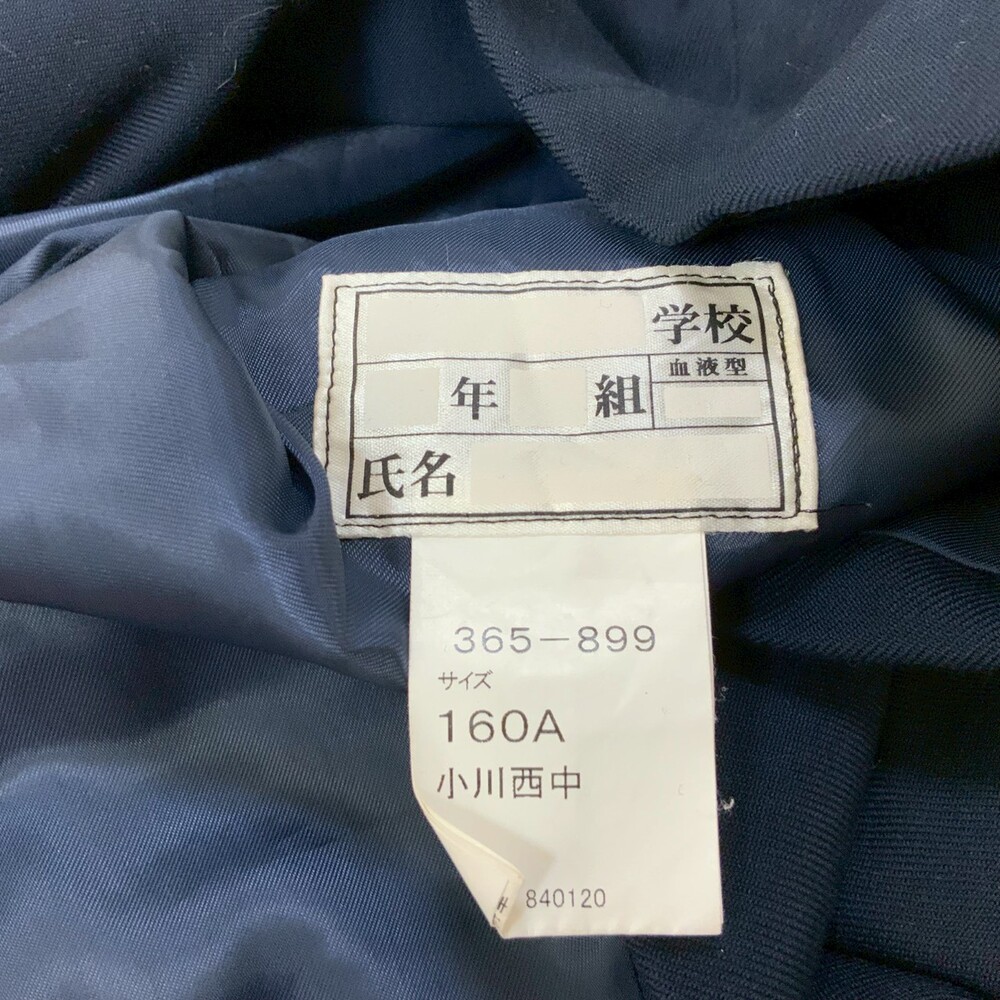 学校
血液型
年 組
氏名
365-899
サイズ
160A
小川西中
840120